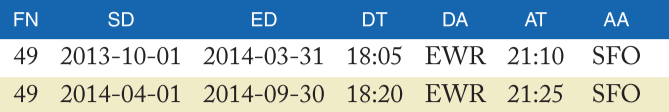 FN SD ED DT DA AT AA
49 2013-10-01 2014-03-31 18:05 EWR 21:10 SFO
49 2014-04-01 2014-09-30 18:20 EWR 21:25 SFO